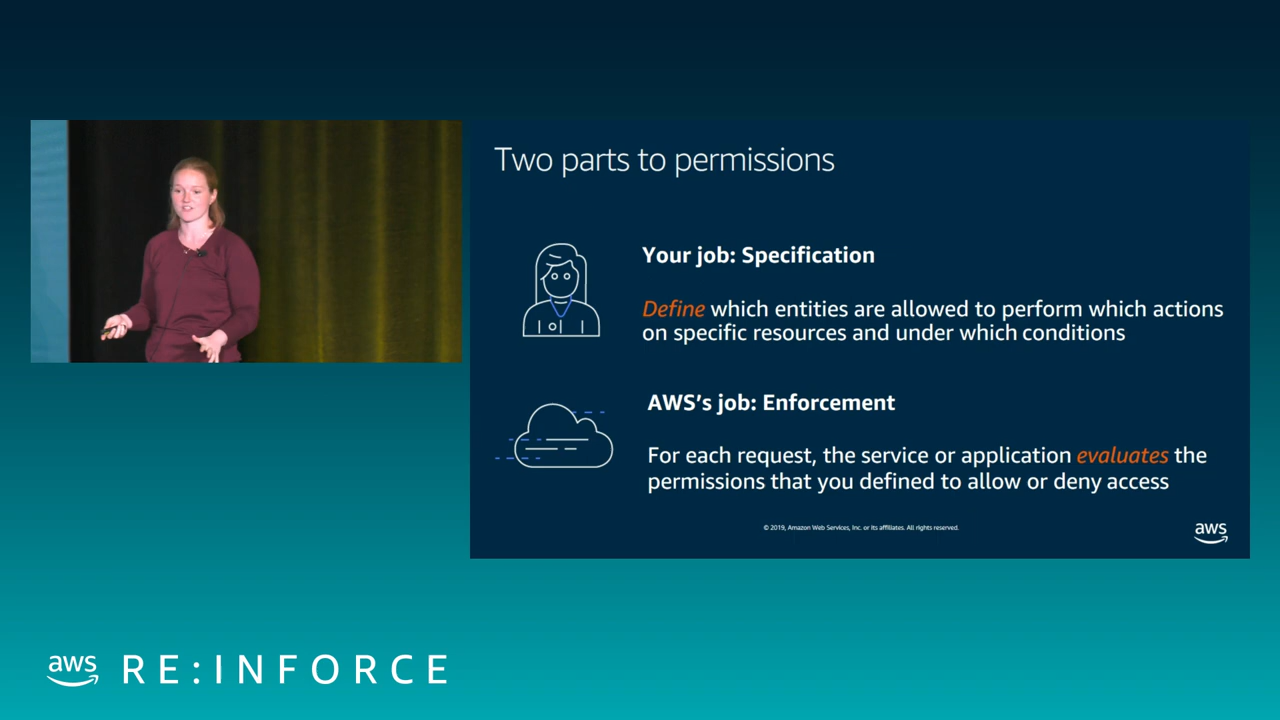 Two parts to permissions
Your job: Specification
Define which entities are allowed to perform which actions
on specific resources and under which conditions
AWS's job: Enforcement
For each request, the service or application evaluates the
permissions that you defined to allow or deny access
© 2019, Amazon Web Services, Inc. or its affiliates. All rights reserved.
aws
aws RE:INFORCE